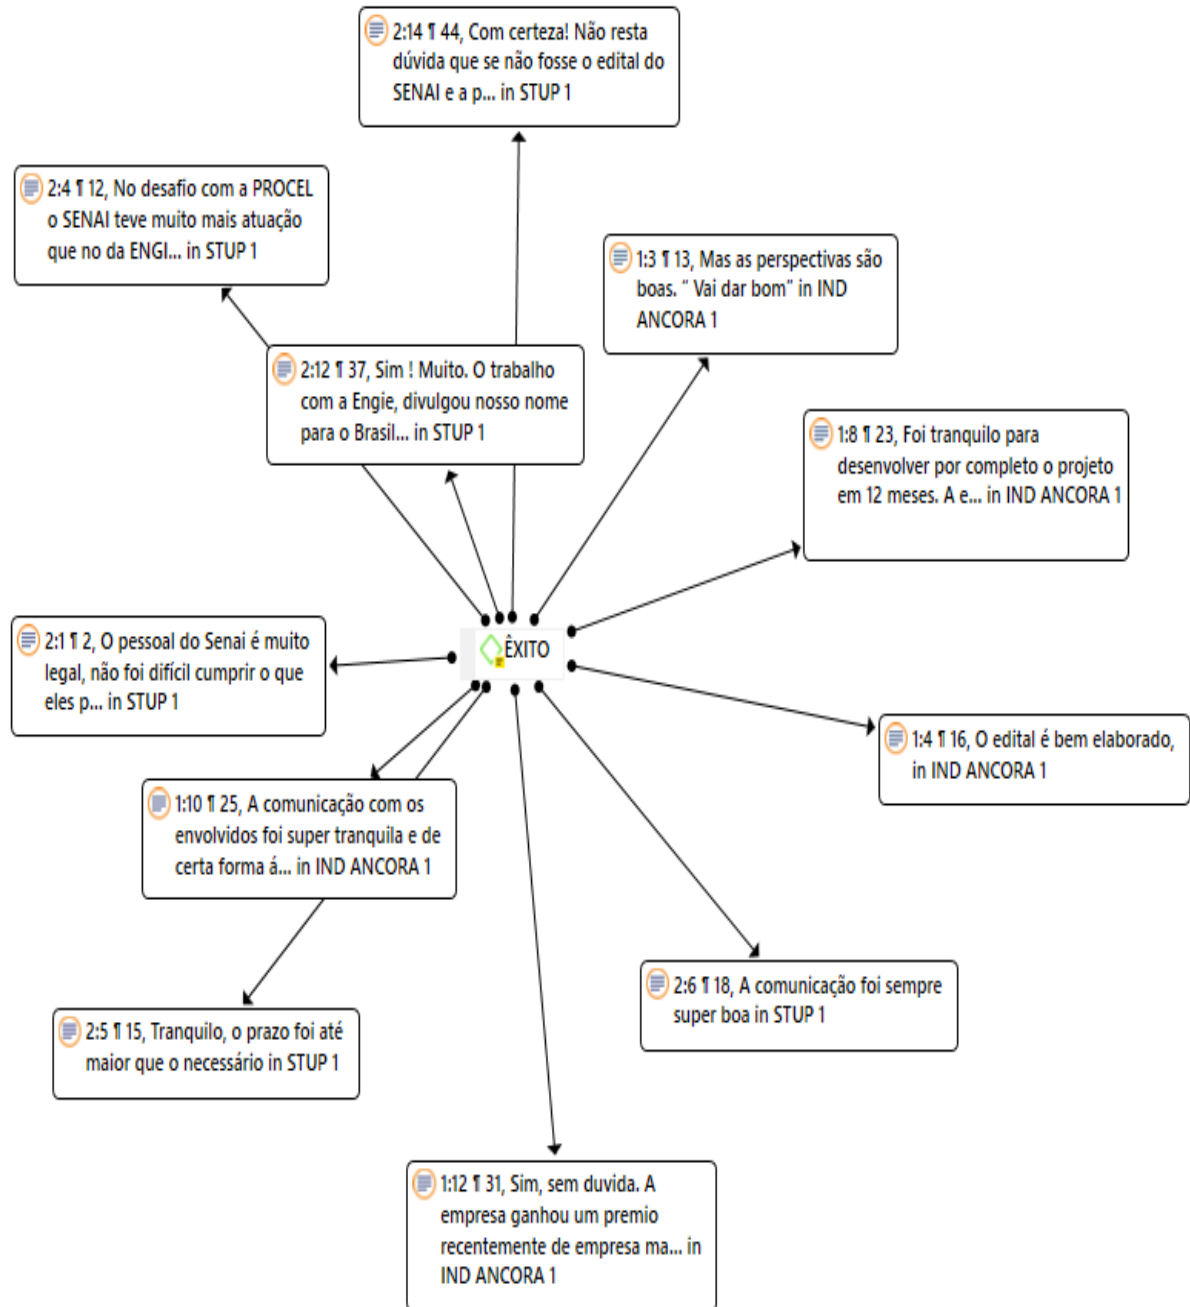 2:14 ¶ 44, Com certeza! Não resta
dúvida que se não fosse o edital do
SENAI e a p... in STUP 1
2:4 ¶ 12, No desafio com a PROCEL
o SENAI teve muito mais atuação
que no da ENGI... in STUP 1
1:3 ¶ 13, Mas as perspectivas são
boas. “ Vai dar bom” in IND
ANCORA 1
2:12 ¶ 37, Sim ! Muito. O trabalho
com a Engie, divulgou nosso nome
para o Brasil... in STUP 1
1:8 ¶ 23, Foi tranquilo para
desenvolver por completo o projeto
em 12 meses. A e... in IND ANCORA 1
2:1 ¶ 2, O pessoal do Senai é muito
legal, não foi difícil cumprir o que
eles p... in STUP 1
ÊXITO
1:4 ¶ 16, O edital é bem elaborado,
in IND ANCORA 1
1:10 ¶ 25, A comunicação com os
envolvidos foi super tranquila e de
certa forma á... in IND ANCORA 1
2:6 ¶ 18, A comunicação foi sempre
super boa in STUP 1
2:5 ¶ 15, Tranquilo, o prazo foi até
maior que o necessário in STUP 1
1:12 ¶ 31, Sim, sem duvida. A
empresa ganhou um premio
recentemente de empresa ma... in
IND ANCORA 1